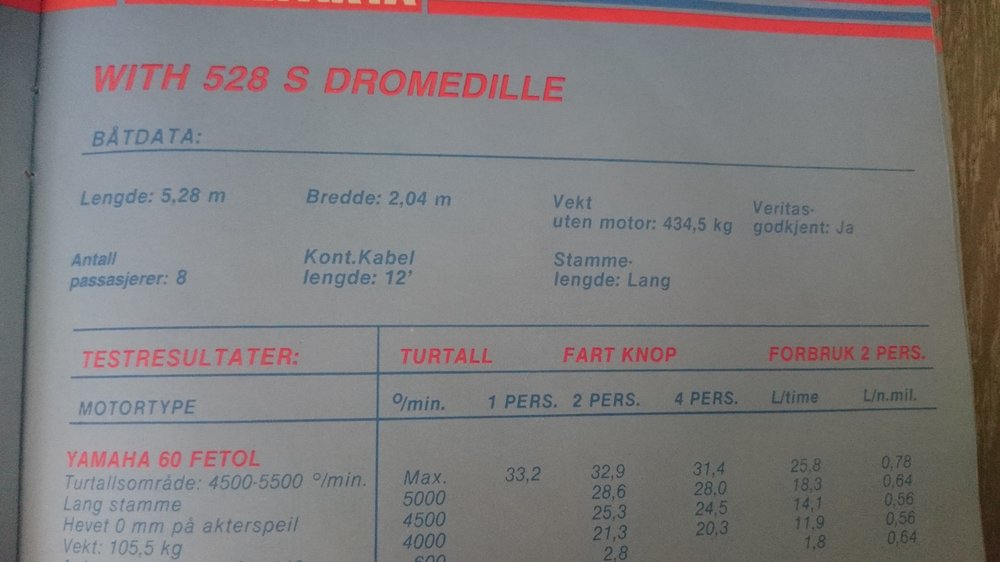 WITH 528 S DROMEDILLE
BÅTDATA:
Lengde: 5,28 m Bredde: 2,04 m Vekt uten motor: 434,5 kg Veritas- godkjent: Ja
Antall passasjerer: 8 Kont.Kabel lengde: 12' Stamme- lengde: Lang
TESTRESULTATER: TURTALL FART KNOP FORBRUK 2 PERS.
MOTORTYPE o/min. 1 PERS. 2 PERS. 4 PERS. L/time L/n.mil.
YAMAHA 60 FETOL Max. 33,2 32,9 31,4 25,8 0,78
Turtallsområde: 4500-5500 o/min. 5000 28,6 28,0 18,3 0,64
Lang stamme 4500 25,3 24,5 14,1 0,56
Hevet 0 mm på akterspeil 4000 21,3 20,3 11,9 0,56
Vekt: 105,5 kg 600 2,8 1,8 0,64